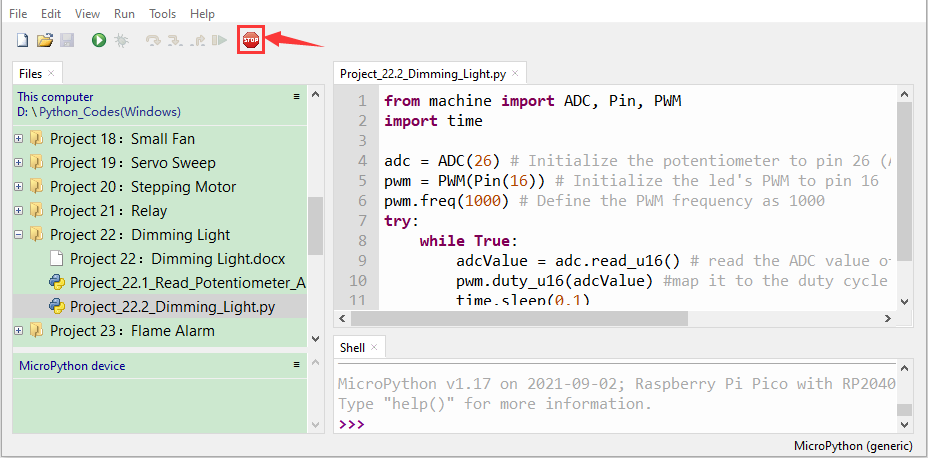 File Edit View Run Tools Help
STOP
Files
This computer
D: \ Python_Codes(Windows)
Project 18：Small Fan
Project 19：Servo Sweep
Project 20：Stepping Motor
Project 21：Relay
Project 22：Dimming Light
Project 22：Dimming Light.docx
Project_22.1_Read_Potentiometer_A
Project_22.2_Dimming_Light.py
Project 23：Flame Alarm
MicroPython device
Project_22.2_Dimming_Light.py
1 from machine import ADC, Pin, PWM
2 import time
3
4 adc = ADC(26) # Initialize the potentiometer to pin 26 (
5 pwm = PWM(Pin(16)) # Initialize the led's PWM to pin 16
6 pwm.freq(1000) # Define the PWM frequency as 1000
7 try:
8 while True:
9 adcValue = adc.read_u16() # read the ADC value o
10 pwm.duty_u16(adcValue) #map it to the duty cycle
11 time.sleep(0.1)
Shell
MicroPython v1.17 on 2021-09-02; Raspberry Pi Pico with RP2040
Type "help()" for more information.
>>>
MicroPython (generic)